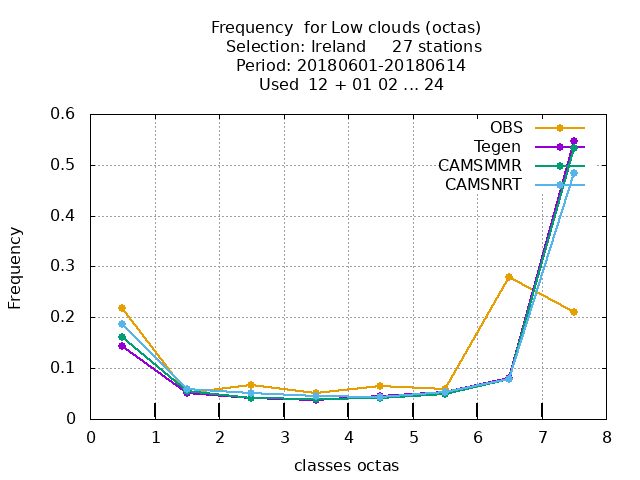 Frequency  for Low clouds (octas)
Selection: Ireland     27 stations
Period: 20180601-20180614
Used  12 + 01 02 ... 24
0.6
0.5
0.4
0.3
0.2
0.1
0
Frequency
OBS
Tegen
CAMSMMR
CAMSNRT
0 1 2 3 4 5 6 7 8
classes octas